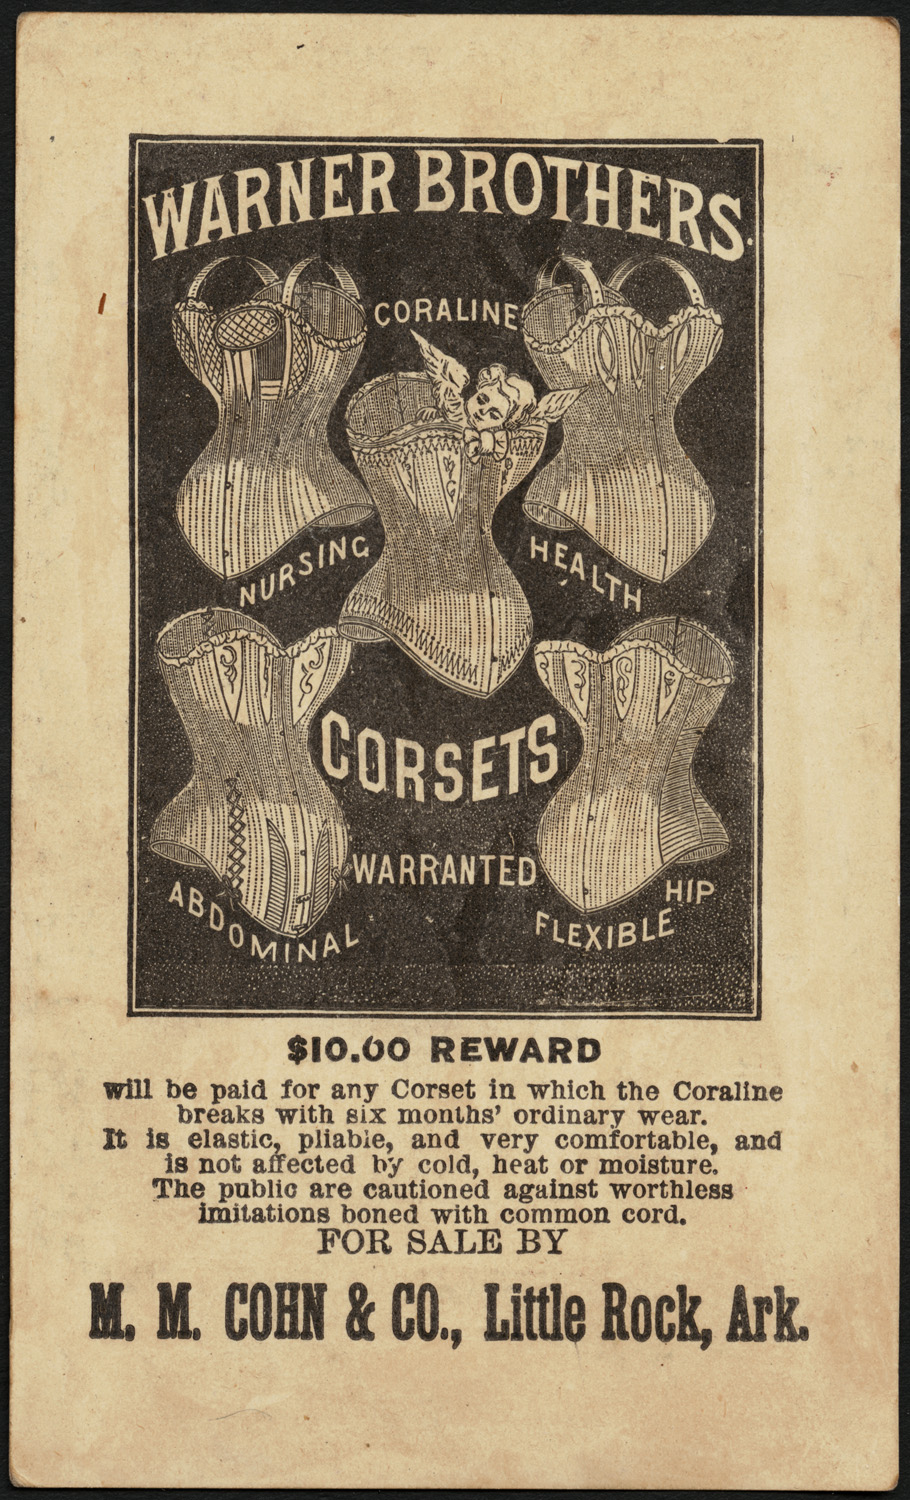 WARNER BROTHERS.
CORALINE
NURSING
HEALTH
CORSETS
WARRANTED
ABDOMINAL
FLEXIBLE HIP
$10.00 REWARD
will be paid for any Corset in which the Coraline
breaks with six months' ordinary wear.
It is elastic, pliable, and very comfortable, and
is not affected by cold, heat or moisture.
The public are cautioned against worthless
imitations boned with common cord.
FOR SALE BY
M. M. COHN & CO., Little Rock, Ark.